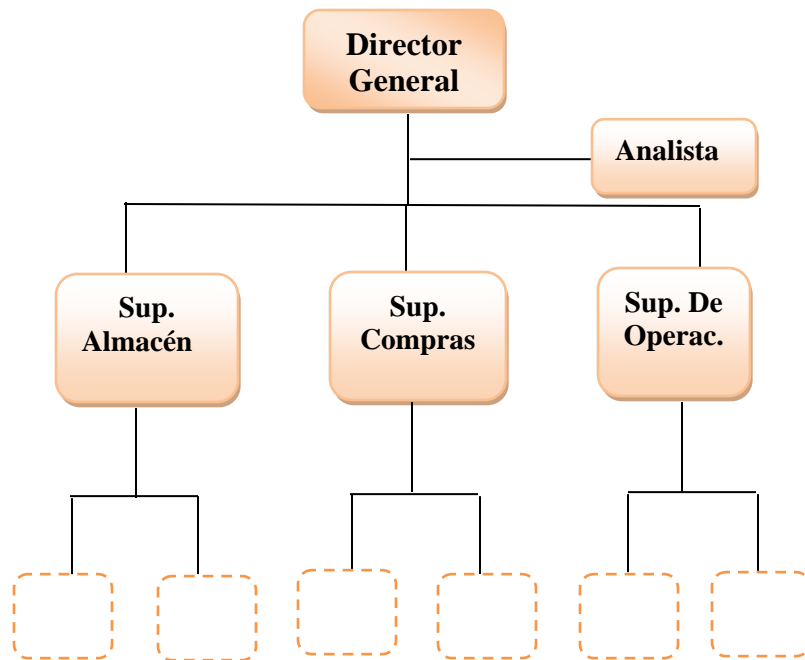 Director
General
Analista
Sup.
Almacén
Sup.
Compras
Sup. De
Operac.